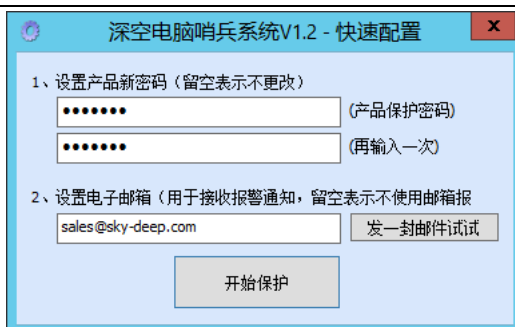 深空电脑哨兵系统V1.2 - 快速配置
x
1、设置产品新密码（留空表示不更改）
●●●●●●● (产品保护密码)
●●●●●●● (再输入一次)
2、设置电子邮箱（用于接收报警通知，留空表示不使用邮箱报
sales@sky-deep.com 发一封邮件试试
开始保护